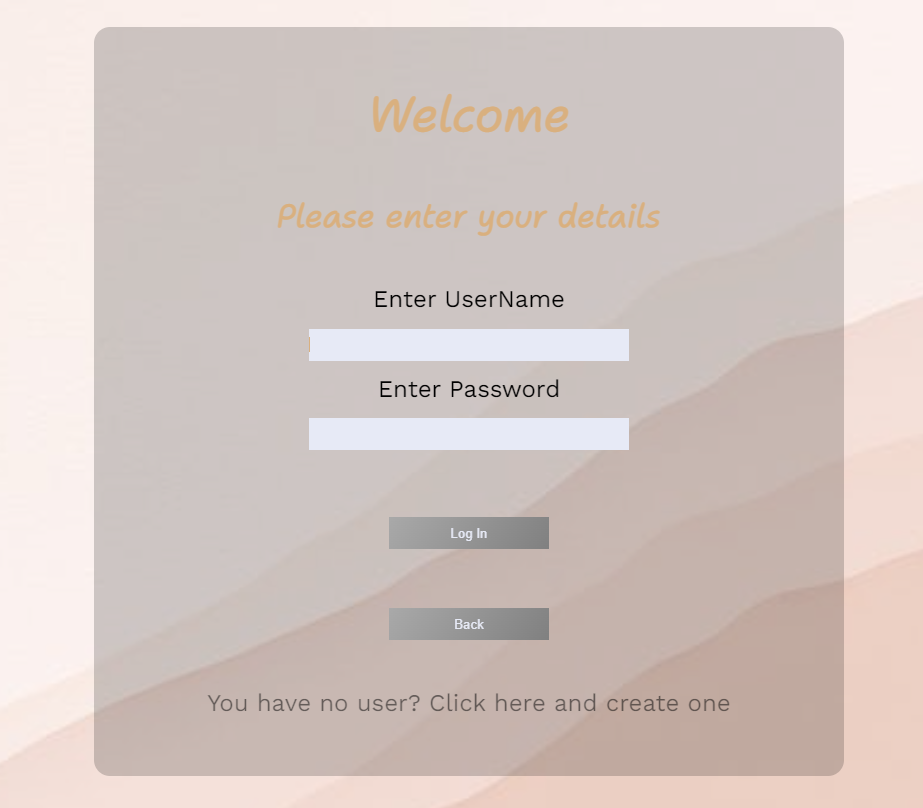 Welcome
Please enter your details
Enter UserName
Enter Password
Log In
Back
You have no user? Click here and create one